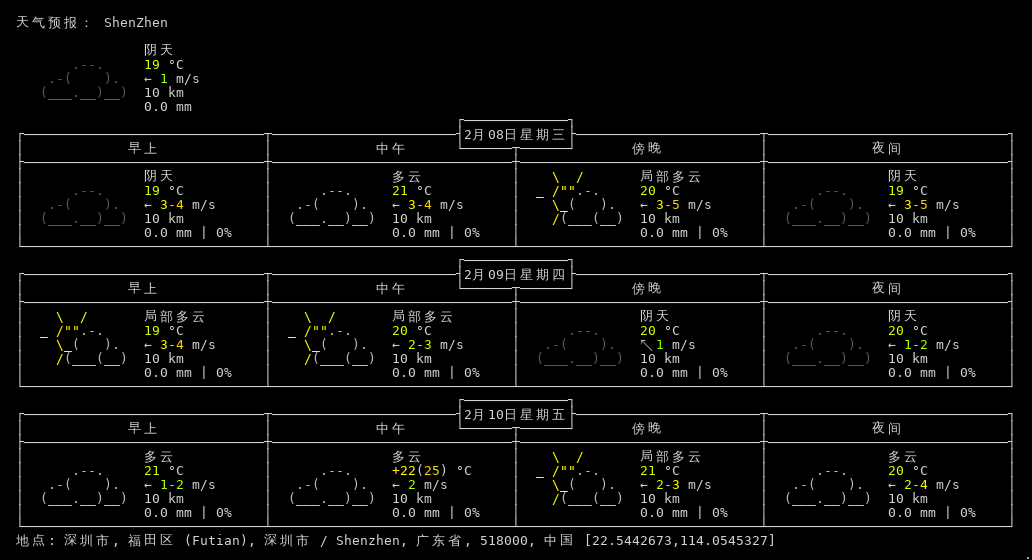 天气预报： ShenZhen
阴天
19 °C
← 1 m/s
10 km
0.0 mm
2月08日星期三
早上 中午 傍晚 夜间
阴天 多云 局部多云 阴天
19 °C 21 °C 20 °C 19 °C
← 3-4 m/s ← 3-4 m/s ← 3-5 m/s ← 3-5 m/s
10 km 10 km 10 km 10 km
0.0 mm | 0% 0.0 mm | 0% 0.0 mm | 0% 0.0 mm | 0%
2月09日星期四
早上 中午 傍晚 夜间
局部多云 局部多云 阴天 阴天
19 °C 20 °C 20 °C 20 °C
← 3-4 m/s ← 2-3 m/s ↖ 1 m/s ← 1-2 m/s
10 km 10 km 10 km 10 km
0.0 mm | 0% 0.0 mm | 0% 0.0 mm | 0% 0.0 mm | 0%
2月10日星期五
早上 中午 傍晚 夜间
多云 多云 局部多云 多云
21 °C +22(25) °C 21 °C 20 °C
← 1-2 m/s ← 2 m/s ← 2-3 m/s ← 2-4 m/s
10 km 10 km 10 km 10 km
0.0 mm | 0% 0.0 mm | 0% 0.0 mm | 0% 0.0 mm | 0%
地点: 深圳市, 福田区 (Futian), 深圳市 / Shenzhen, 广东省, 518000, 中国 [22.5442673,114.0545327]